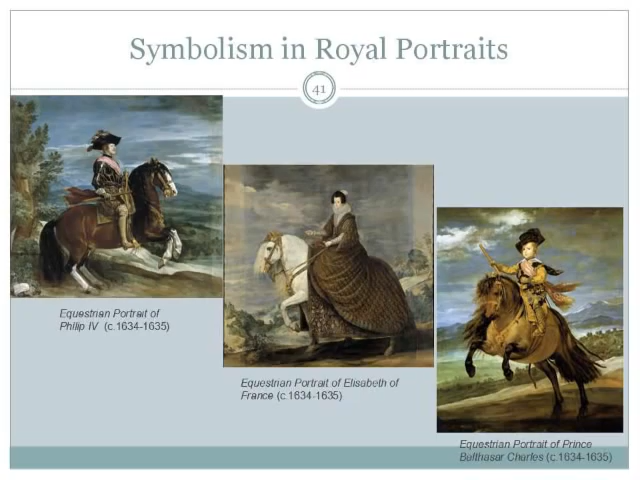 Symbolism in Royal Portraits
41
Equestrian Portrait of
Philip IV (c.1634-1635)
Equestrian Portrait of Elisabeth of
France (c.1634-1635)
Equestrian Portrait of Prince
Balthasar Charles (c.1634-1635)